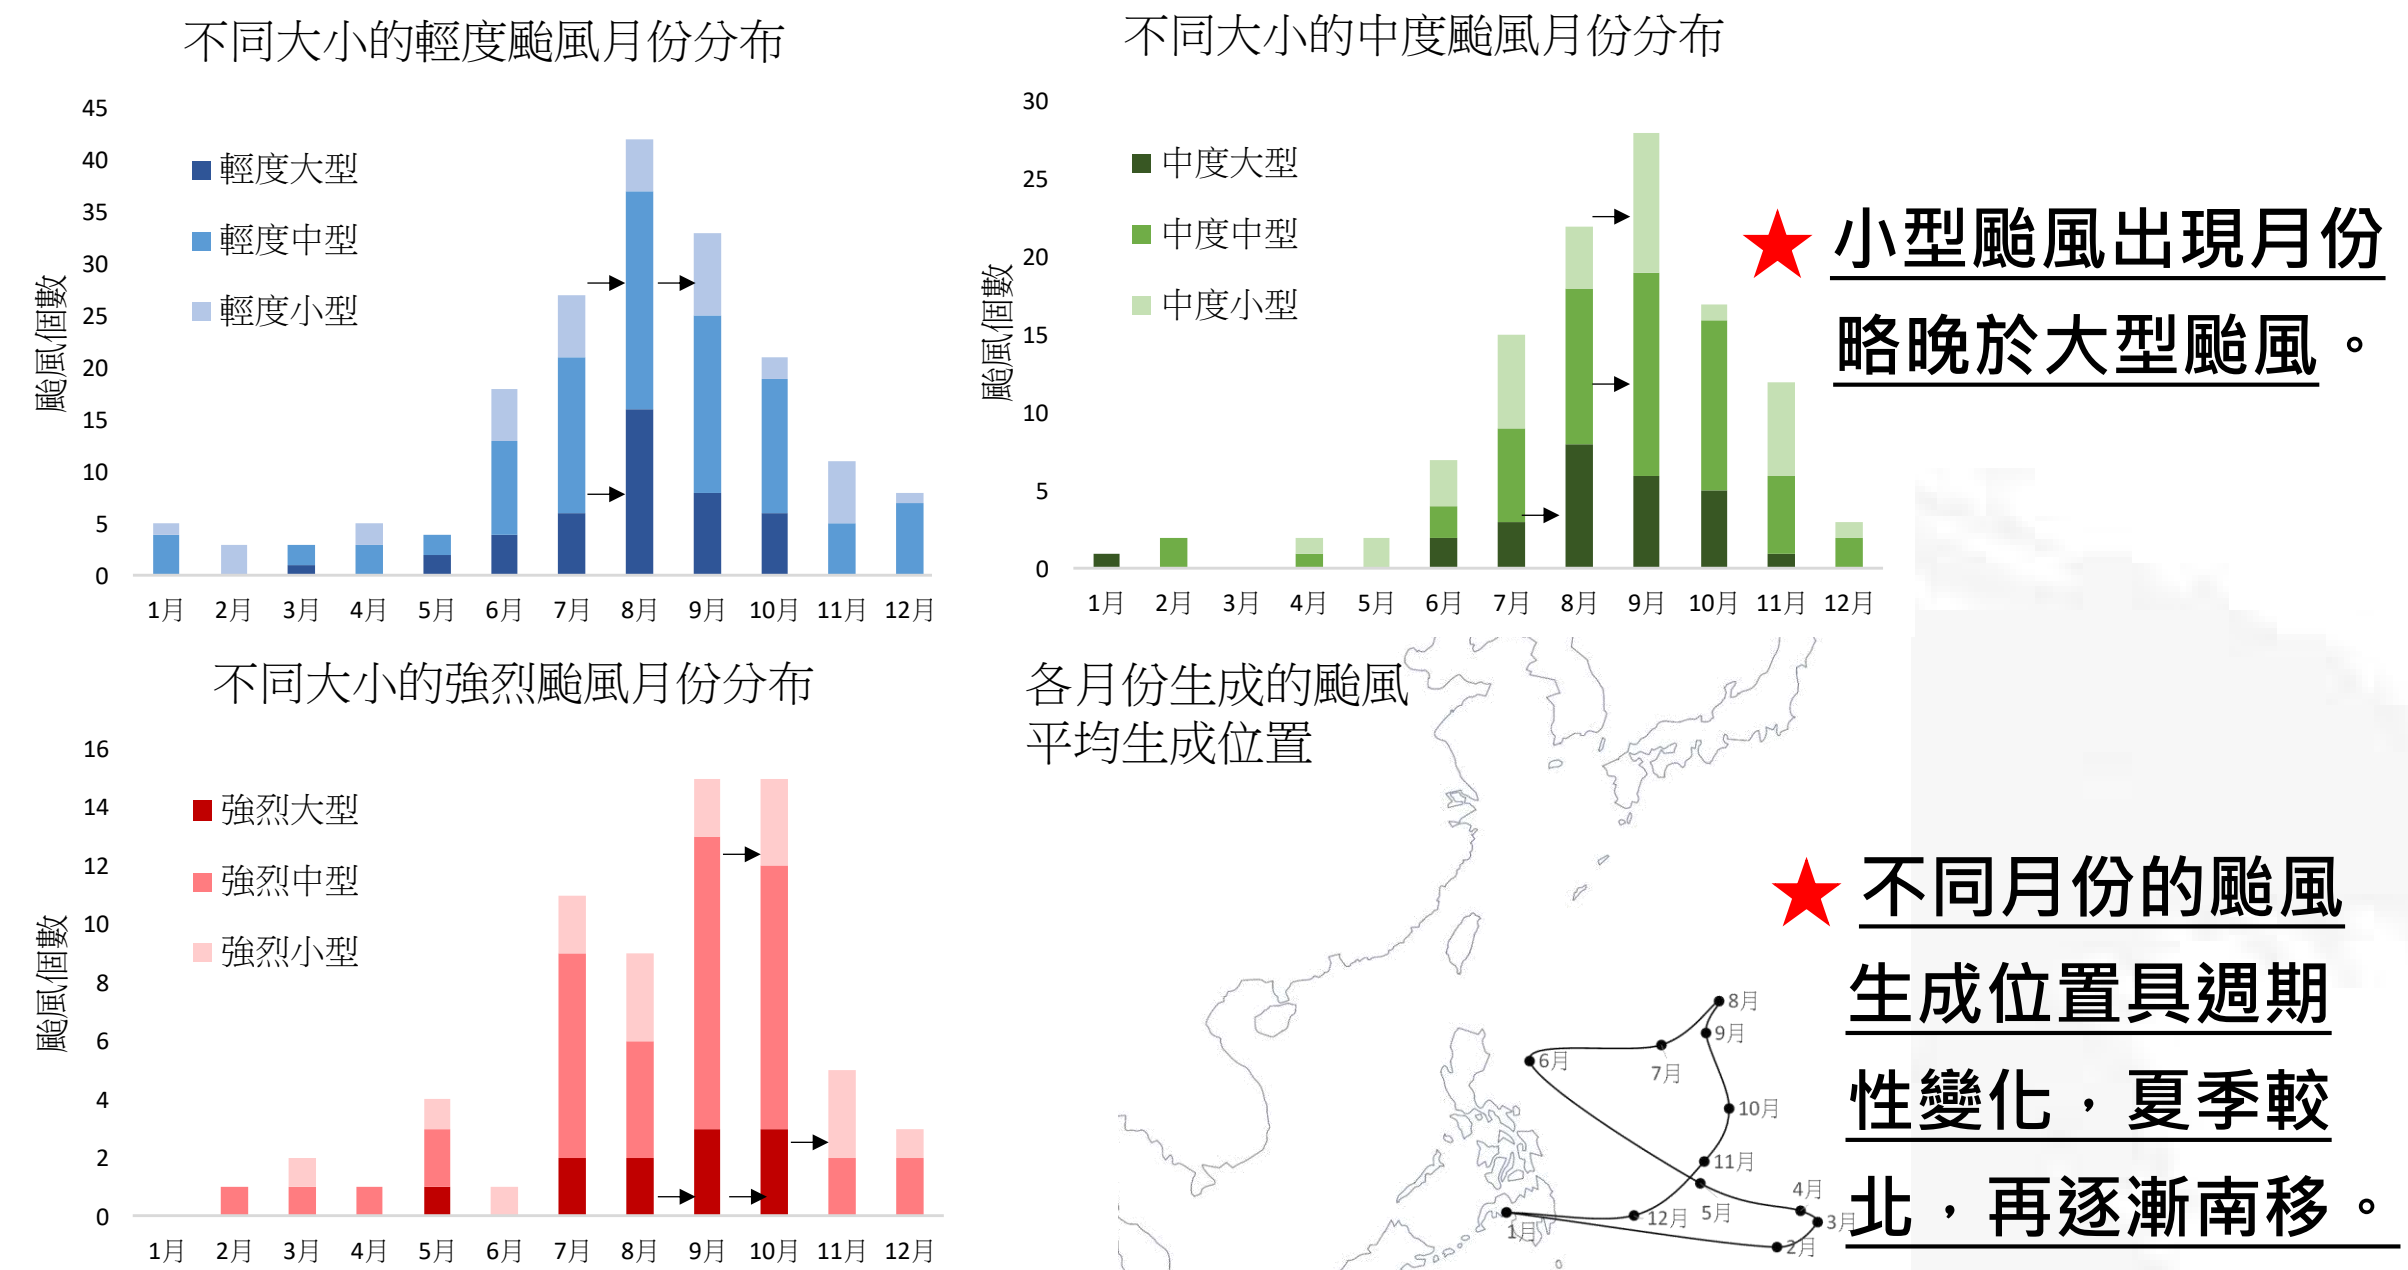 不同大小的輕度颱風月份分布
颱風個數
45
40
35
30
25
20
15
10
5
0
輕度大型
輕度中型
輕度小型
1月 2月 3月 4月 5月 6月 7月 8月 9月 10月 11月 12月
不同大小的中度颱風月份分布
颱風個數
30
25
20
15
10
5
0
中度大型
中度中型
中度小型
1月 2月 3月 4月 5月 6月 7月 8月 9月 10月 11月 12月
小型颱風出現月份
略晚於大型颱風。
不同大小的強烈颱風月份分布
颱風個數
16
14
12
10
8
6
4
2
0
強烈大型
強烈中型
強烈小型
1月 2月 3月 4月 5月 6月 7月 8月 9月 10月 11月 12月
各月份生成的颱風
平均生成位置
8月
9月
6月
7月
10月
11月
4月
5月
12月
3月
1月
2月
不同月份的颱風
生成位置具週期
性變化，夏季較
北，再逐漸南移。